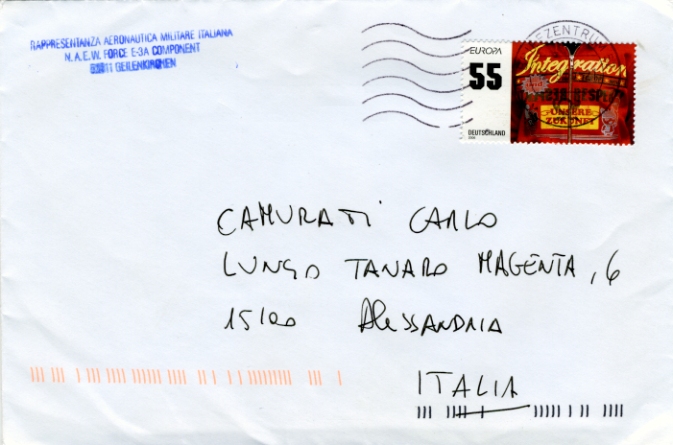 RAPPRESENTANZA AERONAUTICA MILITARE ITALIANA
N.A.E.W. FORCE E-3A COMPONENT
GEILENKIRCHEN
EUROPA
55
DEUTSCHLAND
Integration
UNSERE
ZUKUNFT
CAMURATI CARLO
LUNGO TANARO MAGENTA, 6
15100 ALESSANDRIA
ITALIA